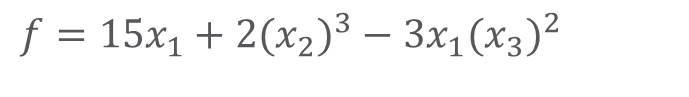 f = 15x₁ + 2(x₂)³ − 3x₁(x₃)²